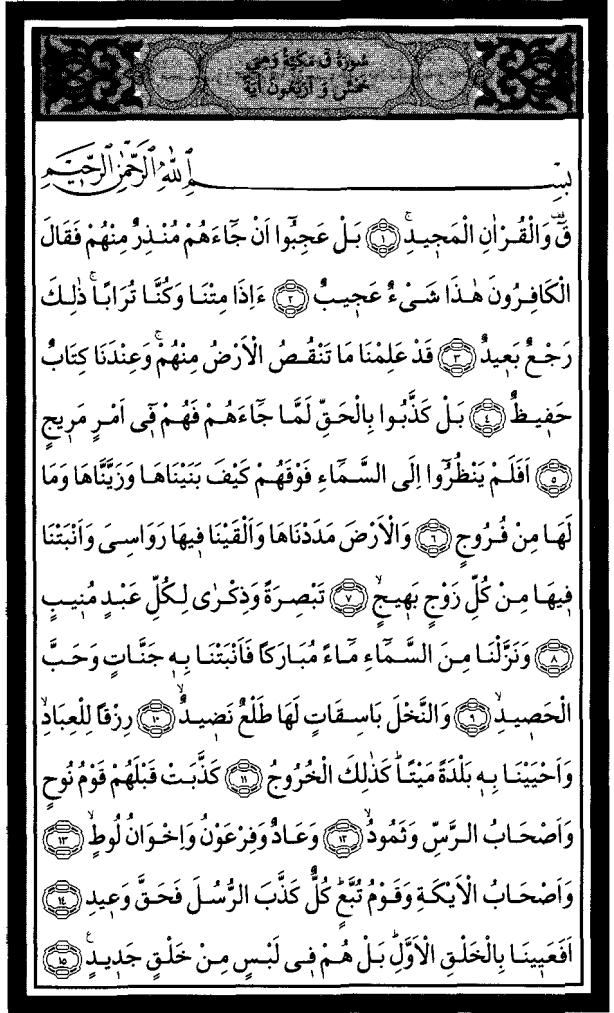 سُورَةُ قٓ مَكِّيَّةٌ وَهِىَ
خَمْسٌ وَ اَرْبَعُونَ اٰيَةً
بِسْمِ اللّٰهِ الرَّحْمٰنِ الرَّحٖيمِ
قٓ وَالْقُرْاٰنِ الْمَجٖيدِۚ ﴿١﴾ بَلْ عَجِبُٓوا اَنْ جَٓاءَهُمْ مُنْذِرٌ مِنْهُمْ فَقَالَ
الْكَافِرُونَ هٰذَا شَیْءٌ عَجٖيبٌ ﴿٢﴾ ءَاِذَا مِتْنَا وَكُنَّا تُرَاباًۚ ذٰلِكَ
رَجْعٌ بَعٖيدٌ ﴿٣﴾ قَدْ عَلِمْنَا مَا تَنْقُصُ الْاَرْضُ مِنْهُمْۚ وَعِنْدَنَا كِتَابٌ
حَفٖيظٌ ﴿٤﴾ بَلْ كَذَّبُوا بِالْحَقِّ لَمَّا جَٓاءَهُمْ فَهُمْ فٖٓى اَمْرٍ مَرٖيجٍ
﴿٥﴾ اَفَلَمْ يَنْظُرُٓوا اِلَى السَّمَٓاءِ فَوْقَهُمْ كَيْفَ بَنَيْنَاهَا وَزَيَّنَّاهَا وَمَا
لَهَا مِنْ فُرُوجٍ ﴿٦﴾ وَالْاَرْضَ مَدَدْنَاهَا وَاَلْقَيْنَا فٖيهَا رَوَاسِىَ وَاَنْبَتْنَا
فٖيهَا مِنْ كُلِّ زَوْجٍ بَهٖيجٍۙ ﴿٧﴾ تَبْصِرَةً وَذِكْرٰى لِكُلِّ عَبْدٍ مُنٖيبٍ
﴿٨﴾ وَنَزَّلْنَا مِنَ السَّمَٓاءِ مَٓاءً مُبَارَكاً فَاَنْبَتْنَا بِهٖ جَنَّاتٍ وَحَبَّ
الْحَصٖيدِۙ ﴿٩﴾ وَالنَّخْلَ بَاسِقَاتٍ لَهَا طَلْعٌ نَضٖيدٌۙ ﴿١٠﴾ رِزْقاً لِلْعِبَادِۙ
وَاَحْيَيْنَا بِهٖ بَلْدَةً مَيْتاًؕ كَذٰلِكَ الْخُرُوجُ ﴿١١﴾ كَذَّبَتْ قَبْلَهُمْ قَوْمُ نُوحٍ
وَاَصْحَابُ الرَّسِّ وَثَمُودُۙ ﴿١٢﴾ وَعَادٌ وَفِرْعَوْنُ وَاِخْوَانُ لُوطٍۙ ﴿١٣﴾
وَاَصْحَابُ الْاَيْكَةِ وَقَوْمُ تُبَّعٍؕ كُلٌّ كَذَّبَ الرُّسُلَ فَحَقَّ وَعٖيدِ ﴿١٤﴾
اَفَعَيٖينَا بِالْخَلْقِ الْاَوَّلِؕ بَلْ هُمْ فٖى لَبْسٍ مِنْ خَلْقٍ جَدٖيدٍۚ ﴿١٥﴾